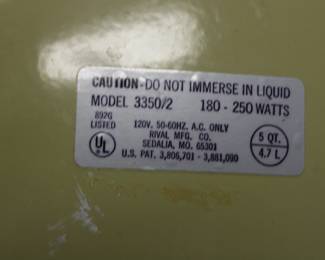 CAUTION-DO NOT IMMERSE IN LIQUID
MODEL 3350/2 180 - 250 WATTS
897G
LISTED
UL
120V. 50-60HZ. A.C. ONLY
RIVAL MFG. CO.
SEDALIA, MO. 65301
U.S. PAT. 3,806,701 - 3,881,090
5 QT.
4.7 L